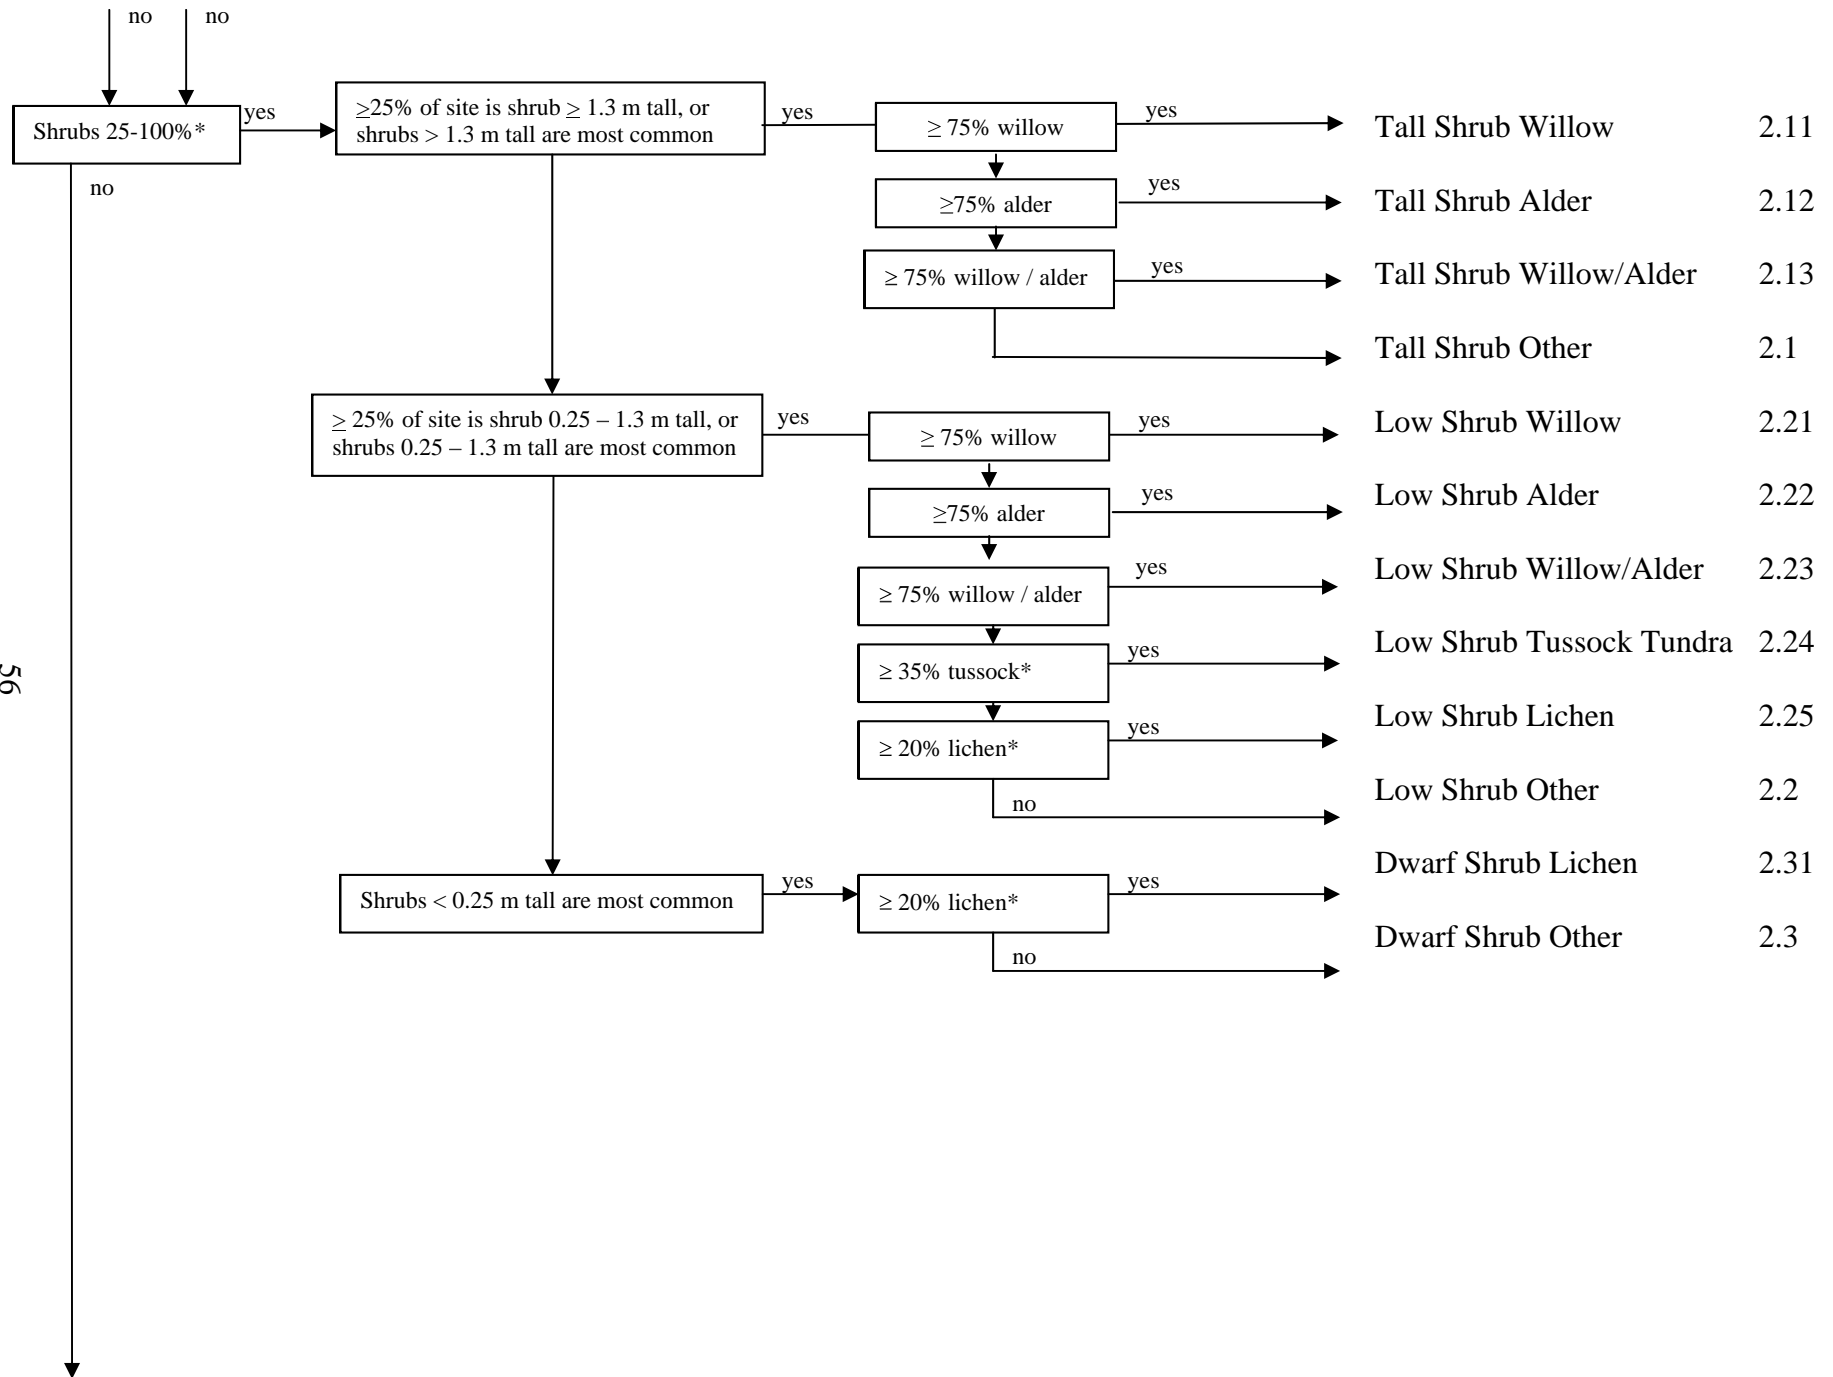 no no
Shrubs 25-100%*
yes
≥25% of site is shrub ≥ 1.3 m tall, or
shrubs > 1.3 m tall are most common
yes
≥ 75% willow
yes
Tall Shrub Willow 2.11
no
≥75% alder
yes
Tall Shrub Alder 2.12
≥ 75% willow / alder
yes
Tall Shrub Willow/Alder 2.13
Tall Shrub Other 2.1
≥ 25% of site is shrub 0.25 – 1.3 m tall, or
shrubs 0.25 – 1.3 m tall are most common
yes
≥ 75% willow
yes
Low Shrub Willow 2.21
≥75% alder
yes
Low Shrub Alder 2.22
≥ 75% willow / alder
yes
Low Shrub Willow/Alder 2.23
≥ 35% tussock*
yes
Low Shrub Tussock Tundra 2.24
≥ 20% lichen*
yes
Low Shrub Lichen 2.25
no
Low Shrub Other 2.2
Shrubs < 0.25 m tall are most common
yes
≥ 20% lichen*
yes
Dwarf Shrub Lichen 2.31
no
Dwarf Shrub Other 2.3
56